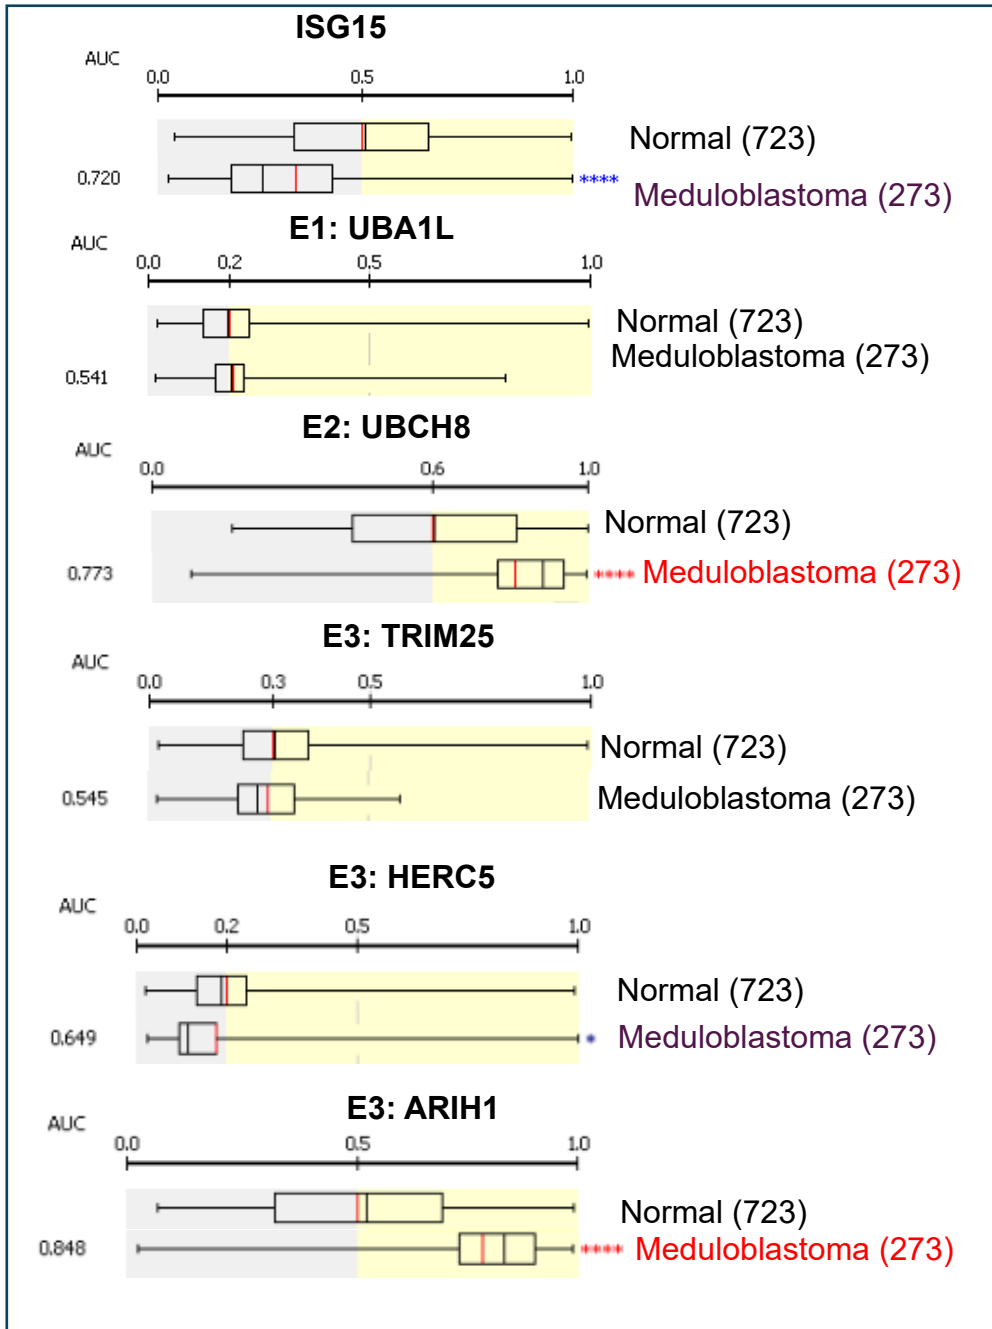 ISG15
AUC
0.0 0.5 1.0
Normal (723)
0.720 **** Meduloblastoma (273)
E1: UBA1L
AUC
0.0 0.2 0.5 1.0
Normal (723)
Meduloblastoma (273)
0.541
E2: UBCH8
AUC
0.0 0.6 1.0
Normal (723)
0.773 **** Meduloblastoma (273)
E3: TRIM25
AUC
0.0 0.3 0.5 1.0
Normal (723)
0.545 Meduloblastoma (273)
E3: HERC5
AUC
0.0 0.2 0.5 1.0
Normal (723)
0.649 * Meduloblastoma (273)
E3: ARIH1
AUC
0.0 0.5 1.0
Normal (723)
0.848 **** Meduloblastoma (273)